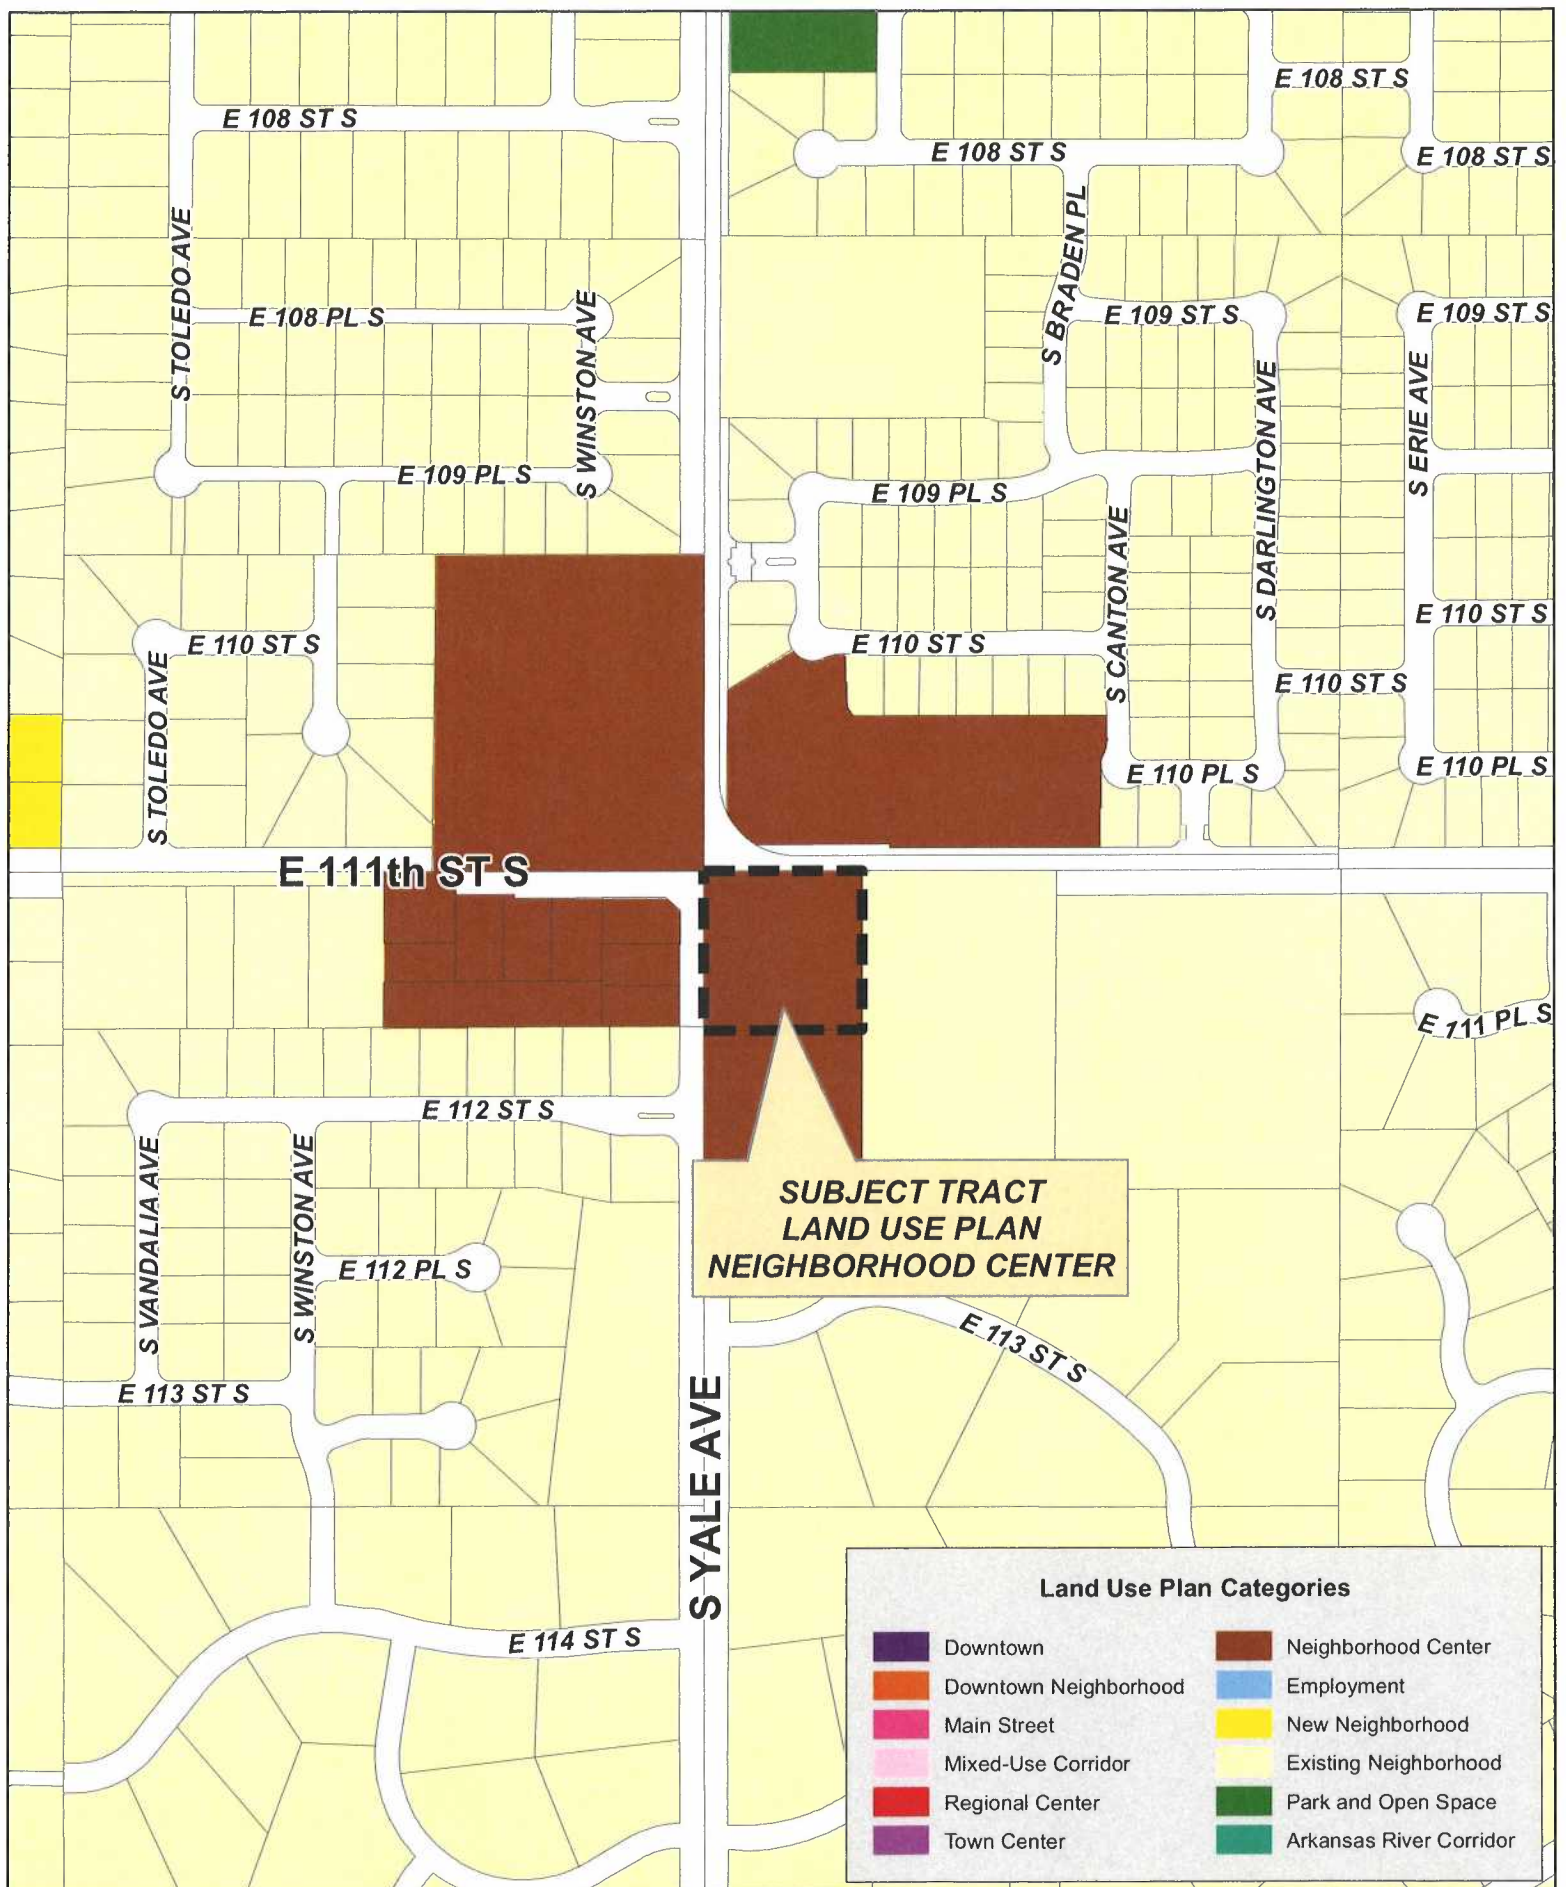 E 108 ST S
E 108 ST S
E 108 ST S
E 108 ST S
S TOLEDO AVE
S BRADEN PL
E 108 PL S
S WINSTON AVE
E 109 ST S
E 109 ST S
S DARLINGTON AVE
S ERIE AVE
E 109 PL S
E 109 PL S
S CANTON AVE
E 110 ST S
E 110 ST S
E 110 ST S
E 110 ST S
S TOLEDO AVE
E 110 PL S
E 110 PL S
E 111th ST S
E 111 PL S
E 112 ST S
S VANDALIA AVE
S WINSTON AVE
SUBJECT TRACT
LAND USE PLAN
NEIGHBORHOOD CENTER
E 112 PL S
E 113 ST S
E 113 ST S
S YALE AVE
E 114 ST S
Land Use Plan Categories
Downtown
Downtown Neighborhood
Main Street
Mixed-Use Corridor
Regional Center
Town Center
Neighborhood Center
Employment
New Neighborhood
Existing Neighborhood
Park and Open Space
Arkansas River Corridor